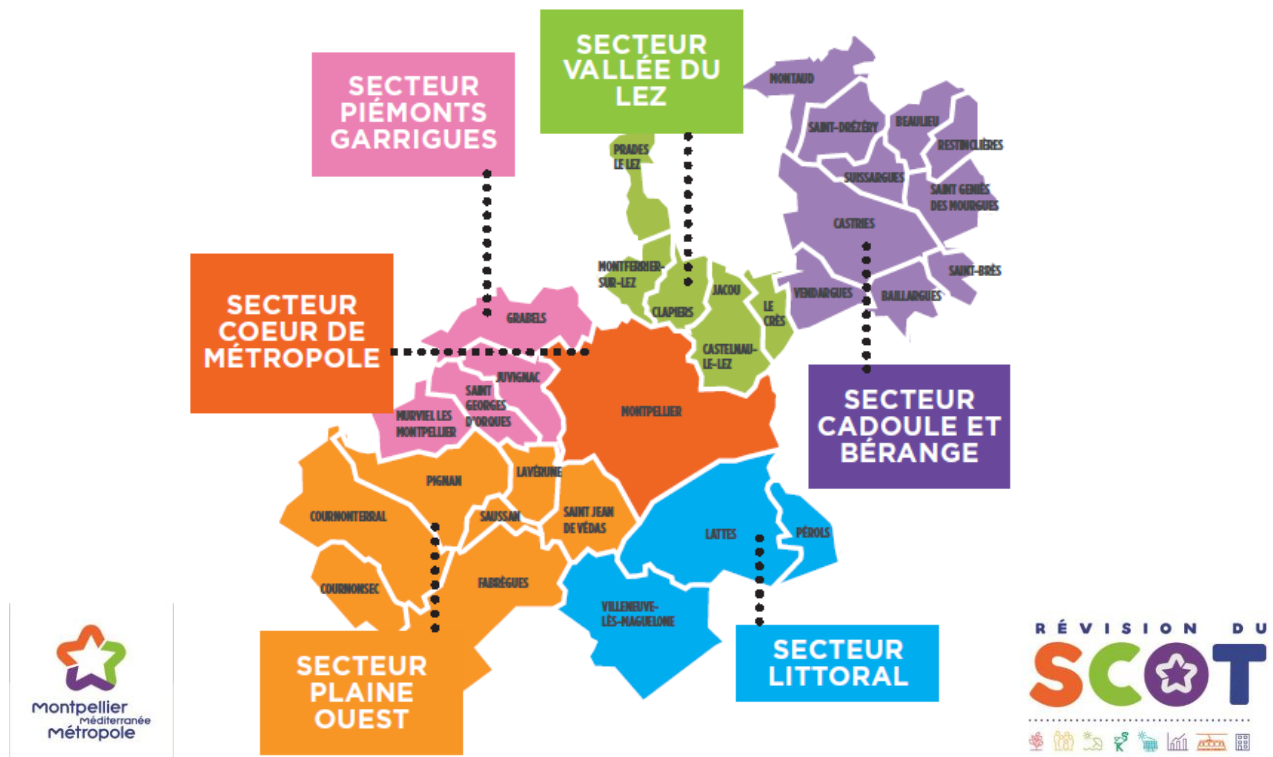 SECTEUR
VALLÉE DU
LEZ
SECTEUR
PIÉMONTS
GARRIGUES
MONTAUD
SAINT-DRÉZÉRY
BEAULIEU
RESTINCLIÈRES
PRADES
LE LEZ
SUISSARGUES
SAINT GENIÈS
DES MOURGUES
CASTRIES
MONTFERRIER-
SUR-LEZ
SAINT-BRÈS
JACOU
VENDARGUES
BAILLARGUES
CLAPIERS
LE
CRÈS
SECTEUR
COEUR DE
MÉTROPOLE
GRABELS
CASTELNAU-
LE-LEZ
JUVIGNAC
SAINT
GEORGES
D'ORQUES
MURVIEL LES
MONTPELLIER
MONTPELLIER
SECTEUR
CADOULE ET
BÉRANGE
PIGNAN
LAVÉRUNE
COURNONTERRAL
SAUSSAN
SAINT JEAN
DE VÉDAS
LATTES
PÉROLS
COURNONSEC
FABRÈGUES
VILLENEUVE-
LÈS-MAGUELONE
SECTEUR
PLAINE
OUEST
SECTEUR
LITTORAL
montpellier
méditerranée
métropole
RÉVISION DU
SCOT